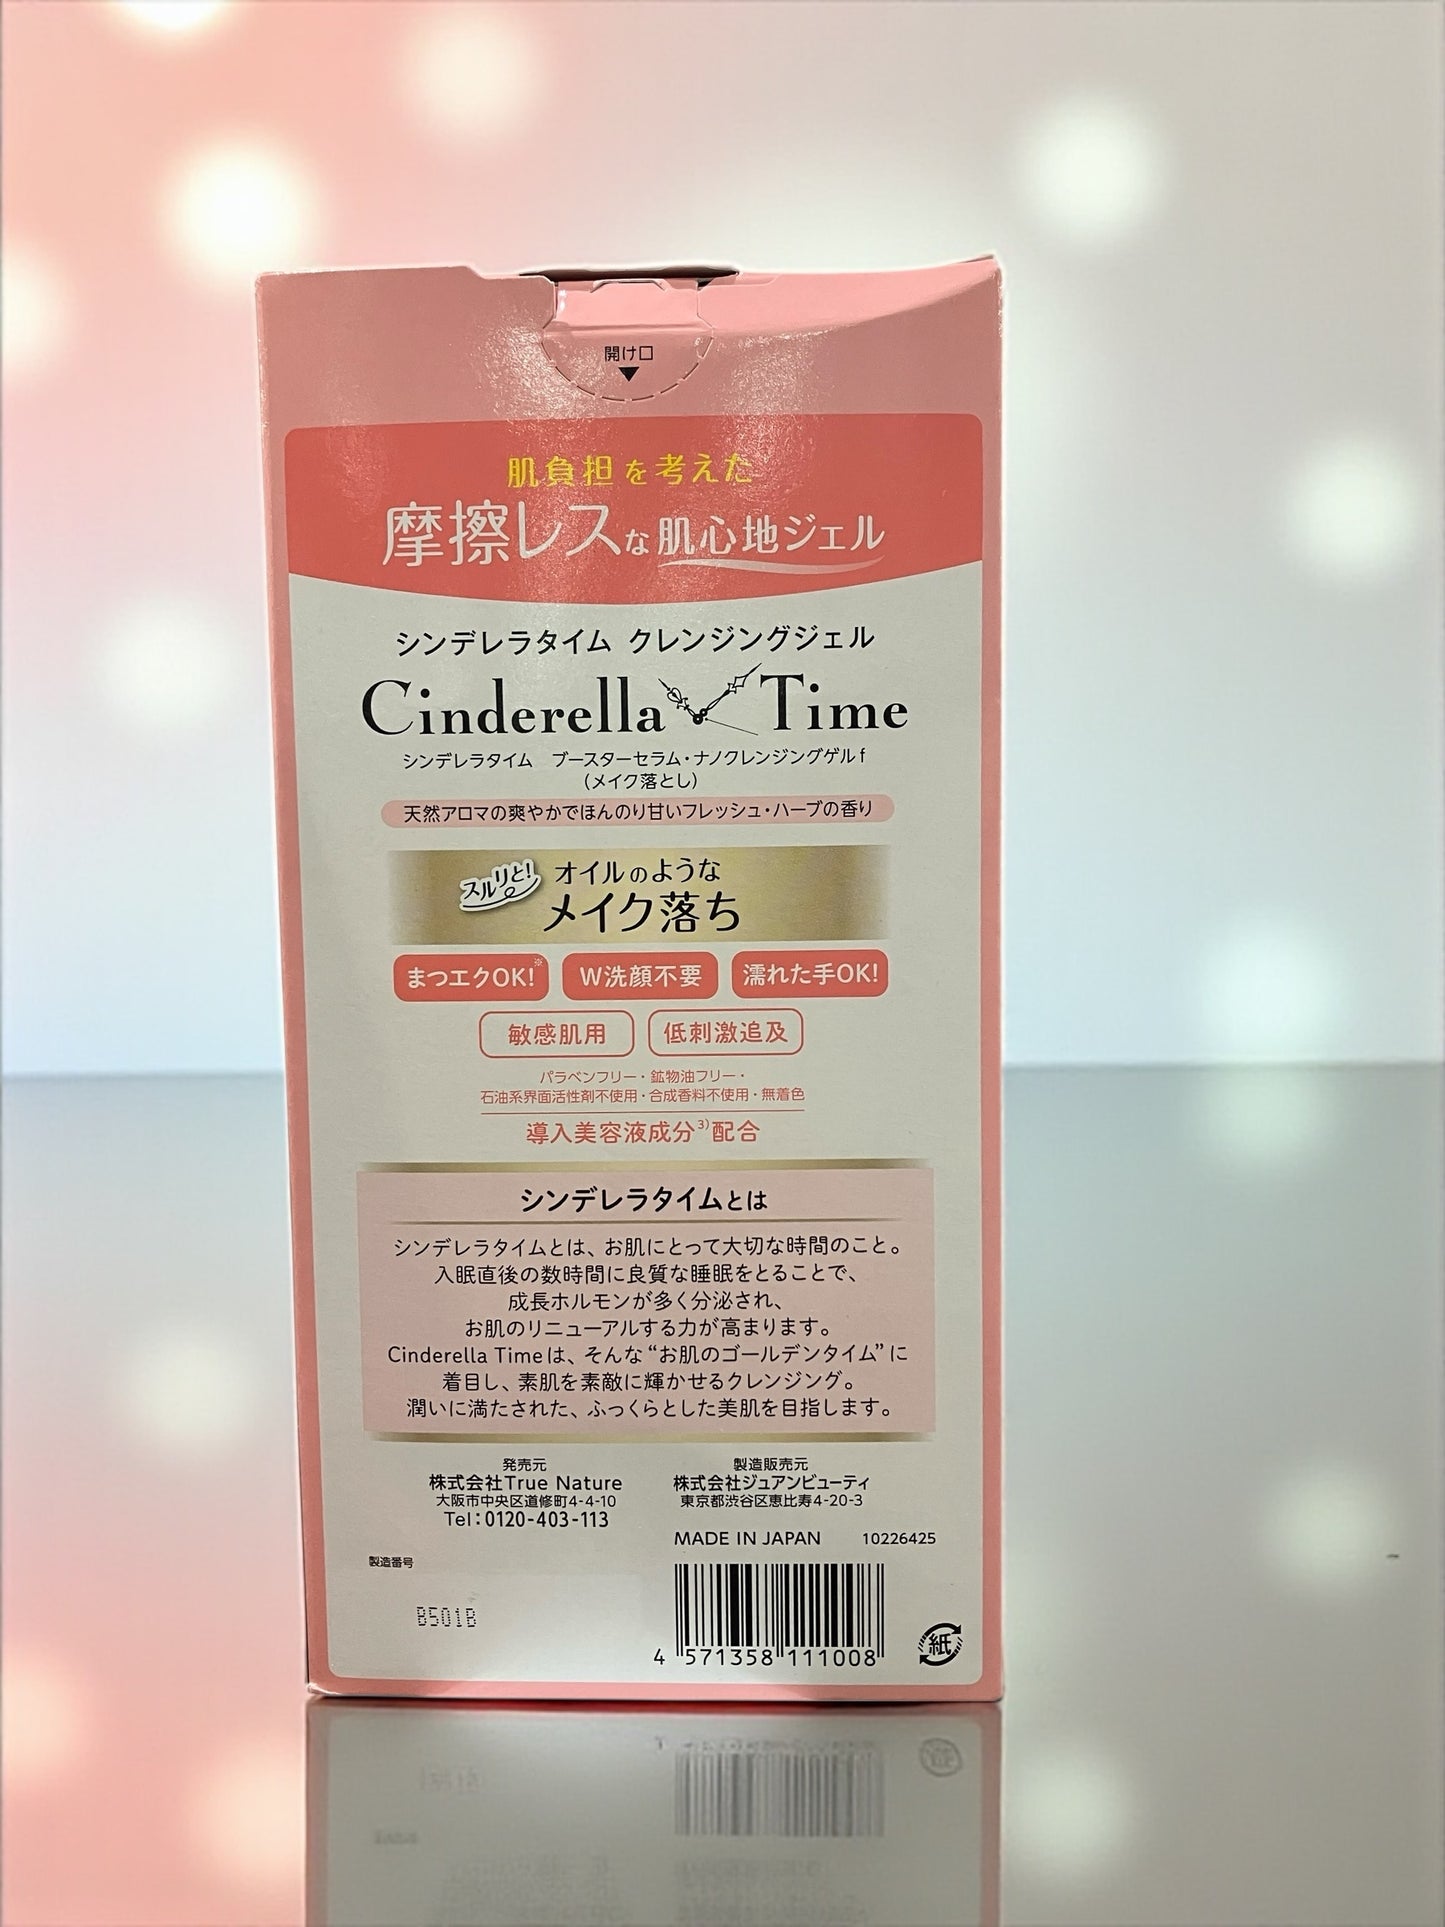 開け口
肌負担を考えた
摩擦レスな肌心地ジェル
シンデレラタイム クレンジングジェル
Cinderella Time
シンデレラタイム ブースターセラム・ナノクレンジングゲルf
(メイク落とし)
天然アロマの爽やかでほんのり甘いフレッシュ・ハーブの香り
スルリと! オイルのような
メイク落ち
まつエクOK!※ W洗顔不要 濡れた手OK!
敏感肌用 低刺激追及
パラベンフリー・鉱物油フリー・
石油系界面活性剤不使用・合成香料不使用・無着色
導入美容液成分3)配合
シンデレラタイムとは
シンデレラタイムとは、お肌にとって大切な時間のこと。
入眠直後の数時間に良質な睡眠をとることで、
成長ホルモンが多く分泌され、
お肌のリニューアルする力が高まります。
Cinderella Timeは、そんな“お肌のゴールデンタイム”に
着目し、素肌を素敵に輝かせるクレンジング。
潤いに満たされた、ふっくらとした美肌を目指します。
発売元
株式会社True Nature
大阪市中央区道修町4-4-10
Tel:0120-403-113
製造販売元
株式会社ジュアンビューティ
東京都渋谷区恵比寿4-20-3
MADE IN JAPAN 10226425
製造番号
B501B
4 571358 111008
紙